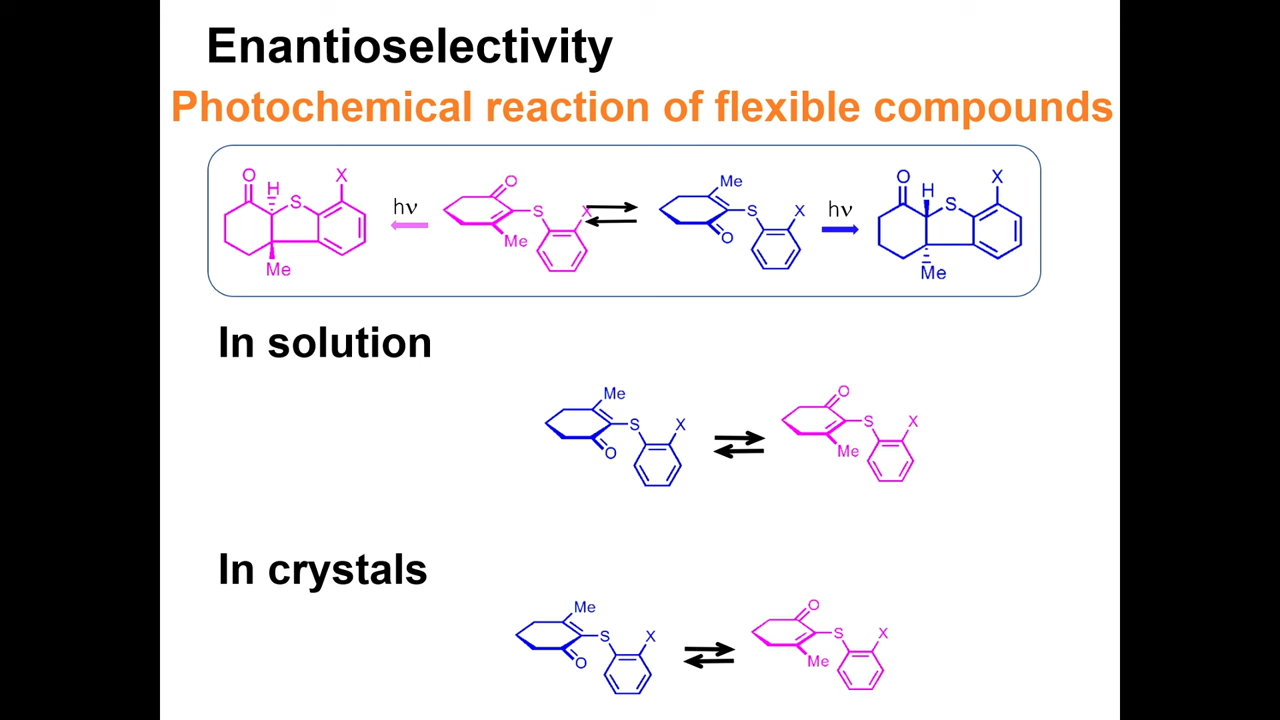 Enantioselectivity
Photochemical reaction of flexible compounds
O H S X Me
hν
O S X Me
Me S X O
hν
O H S X Me
In solution
Me S X O
O S X Me
In crystals
Me S X O
O S X Me